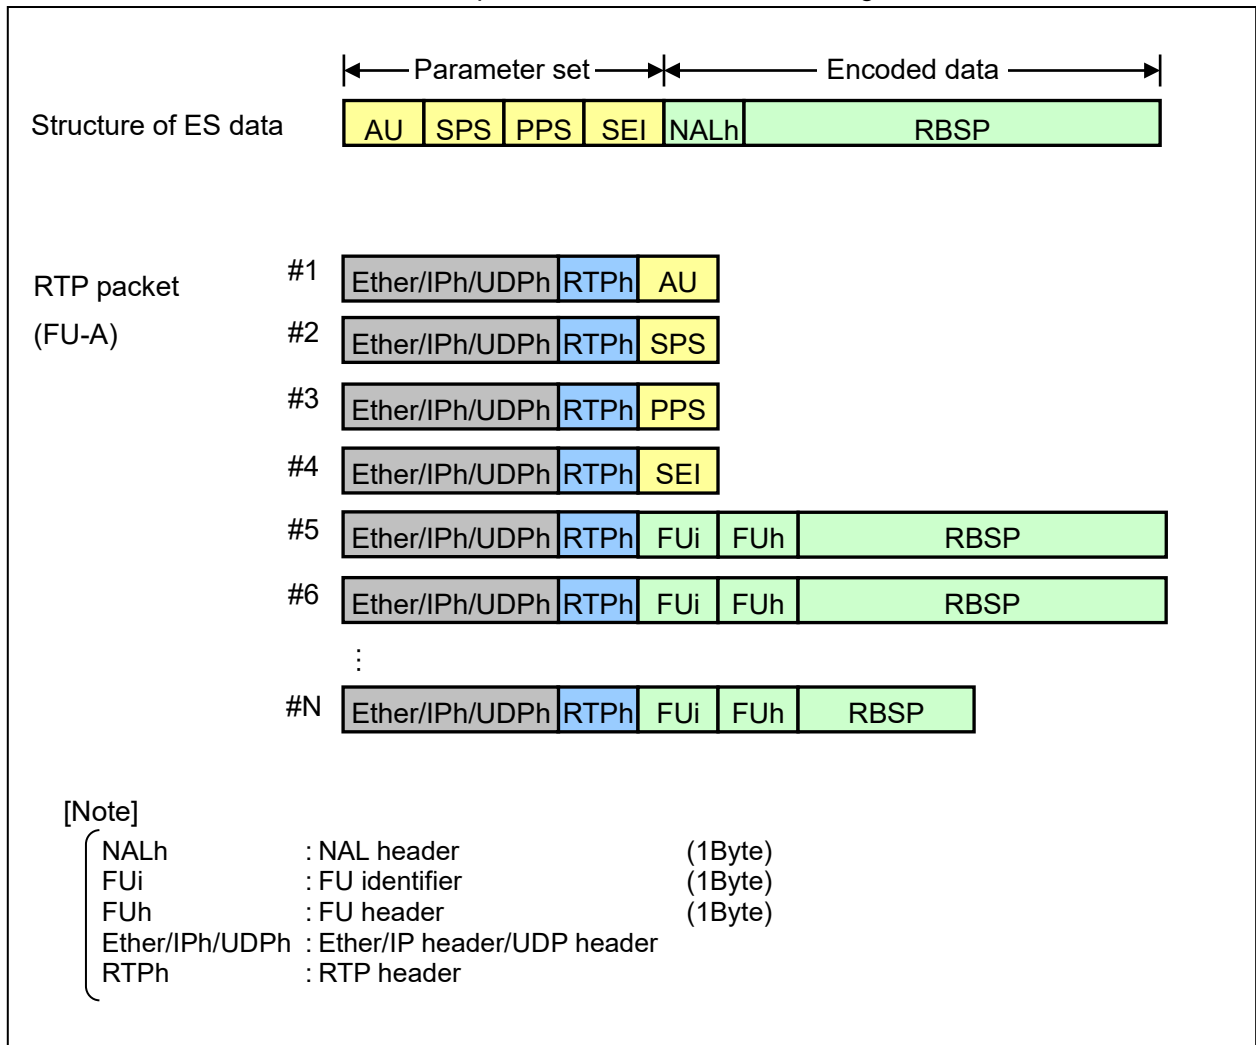 Parameter set Encoded data
Structure of ES data AU SPS PPS SEI NALh RBSP
RTP packet
(FU-A)
#1 Ether/IPh/UDPh RTPh AU
#2 Ether/IPh/UDPh RTPh SPS
#3 Ether/IPh/UDPh RTPh PPS
#4 Ether/IPh/UDPh RTPh SEI
#5 Ether/IPh/UDPh RTPh FUi FUh RBSP
#6 Ether/IPh/UDPh RTPh FUi FUh RBSP
⋮
#N Ether/IPh/UDPh RTPh FUi FUh RBSP
[Note]
NALh : NAL header (1Byte)
FUi : FU identifier (1Byte)
FUh : FU header (1Byte)
Ether/IPh/UDPh : Ether/IP header/UDP header
RTPh : RTP header